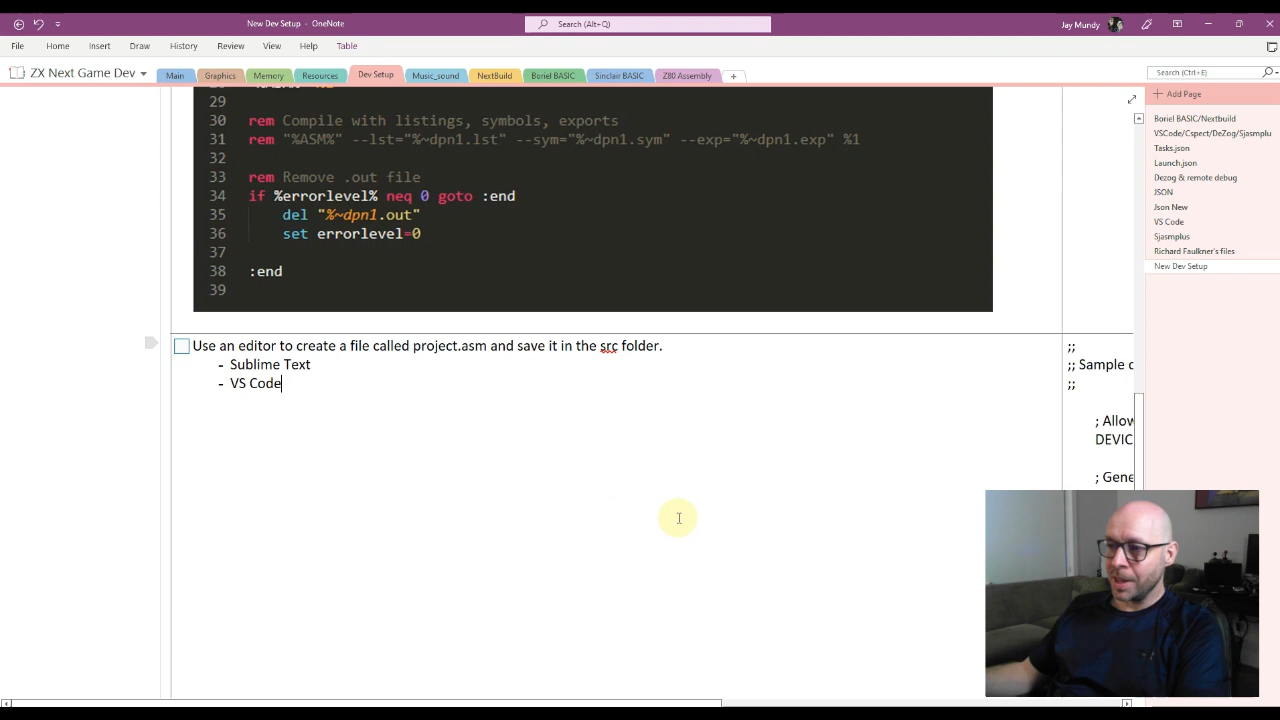 New Dev Setup - OneNote
Search (Alt+Q)
Jay Mundy
File Home Insert Draw History Review View Help Table
ZX Next Game Dev
Main Graphics Memory Resources Dev Setup Music_sound NextBuild Boriel BASIC Sinclair BASIC Z80 Assembly +
Search (Ctrl+E)
Add Page
Boriel BASIC/Nextbuild
VSCode/Cspect/DeZog/Sjasmplu
Tasks.json
Launch.json
Dezog & remote debug
JSON
Json New
VS Code
Sjasmplus
Richard Faulkner's files
New Dev Setup
29
30 rem Compile with listings, symbols, exports
31 rem "%ASM%" --lst="%~dpn1.lst" --sym="%~dpn1.sym" --exp="%~dpn1.exp" %1
32
33 rem Remove .out file
34 if %errorlevel% neq 0 goto :end
35 del "%~dpn1.out"
36 set errorlevel=0
37
38 :end
39
Use an editor to create a file called project.asm and save it in the src folder.
- Sublime Text
- VS Code
;;
;; Sample c
;;
; Allow
DEVIC
; Gene